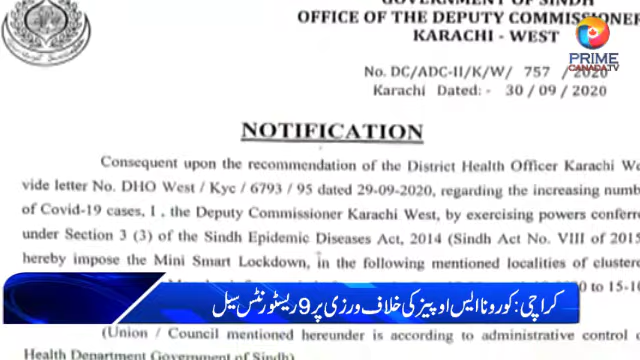 GOVERNMENT OF SINDH
OFFICE OF THE DEPUTY COMMISSIONER
KARACHI - WEST
PRIME
CANADA TV
No. DC/ADC-II/K/W/ 757 /2020
Karachi Dated: - 30/09/2020
NOTIFICATION
Consequent upon the recommendation of the District Health Officer Karachi We
vide letter No. DHO West / Kyc / 6793 / 95 dated 29-09-2020, regarding the increasing numb
of Covid-19 cases, I , the Deputy Commissioner Karachi West, by exercising powers conferre
under Section 3 (3) of the Sindh Epidemic Diseases Act, 2014 (Sindh Act No. VIII of 2015
hereby impose the Mini Smart Lockdown, in the following mentioned localities of clustere
15-10
کراچی: کورونا ایس او پیز کی خلاف ورزی پر 9 ریسٹورنٹس سیل
(Union / Council mentioned hereunder is according to administrative control o
Health Department Government of Sindh)